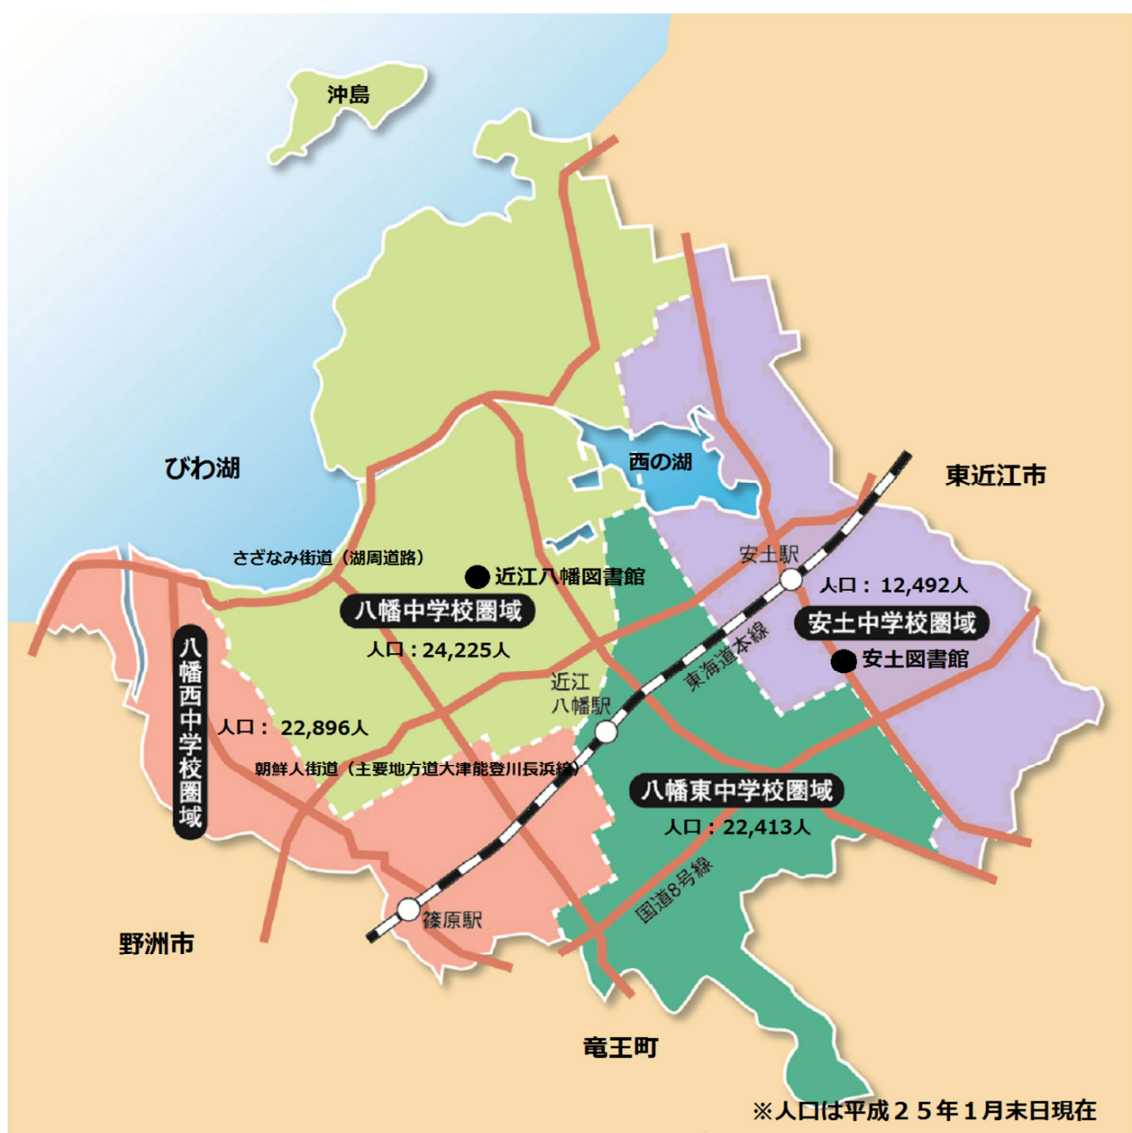 沖島
びわ湖
西の湖
東近江市
さざなみ街道（湖周道路）
安土駅
近江八幡図書館
人口： 12,492人
八幡中学校圏域
安土中学校圏域
人口：24,225人
安土図書館
八幡西中学校圏域
東海道本線
近江
八幡駅
人口： 22,896人
朝鮮人街道（主要地方道大津能登川長浜線）
八幡東中学校圏域
人口：22,413人
国道8号線
篠原駅
野洲市
竜王町
※人口は平成２５年１月末日現在